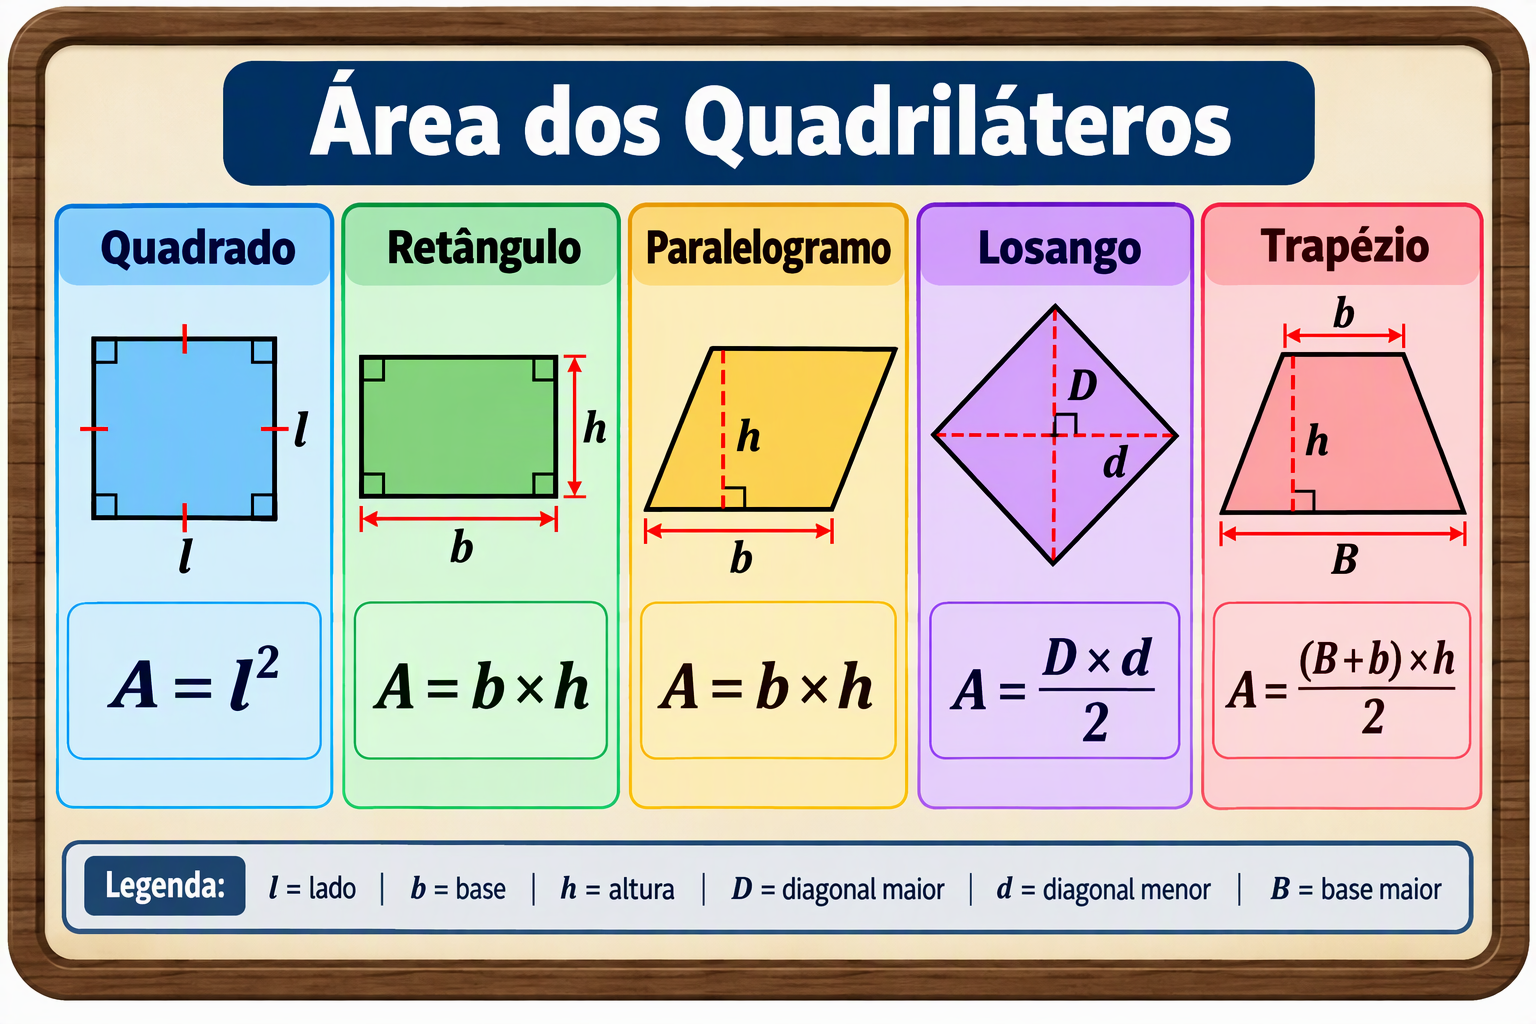 Área dos Quadriláteros
Quadrado
l
l
A = l²
Retângulo
h
b
A = b × h
Paralelogramo
h
b
A = b × h
Losango
D
d
A = D × d / 2
Trapézio
b
h
B
A = (B + b) × h / 2
Legenda: l = lado | b = base | h = altura | D = diagonal maior | d = diagonal menor | B = base maior